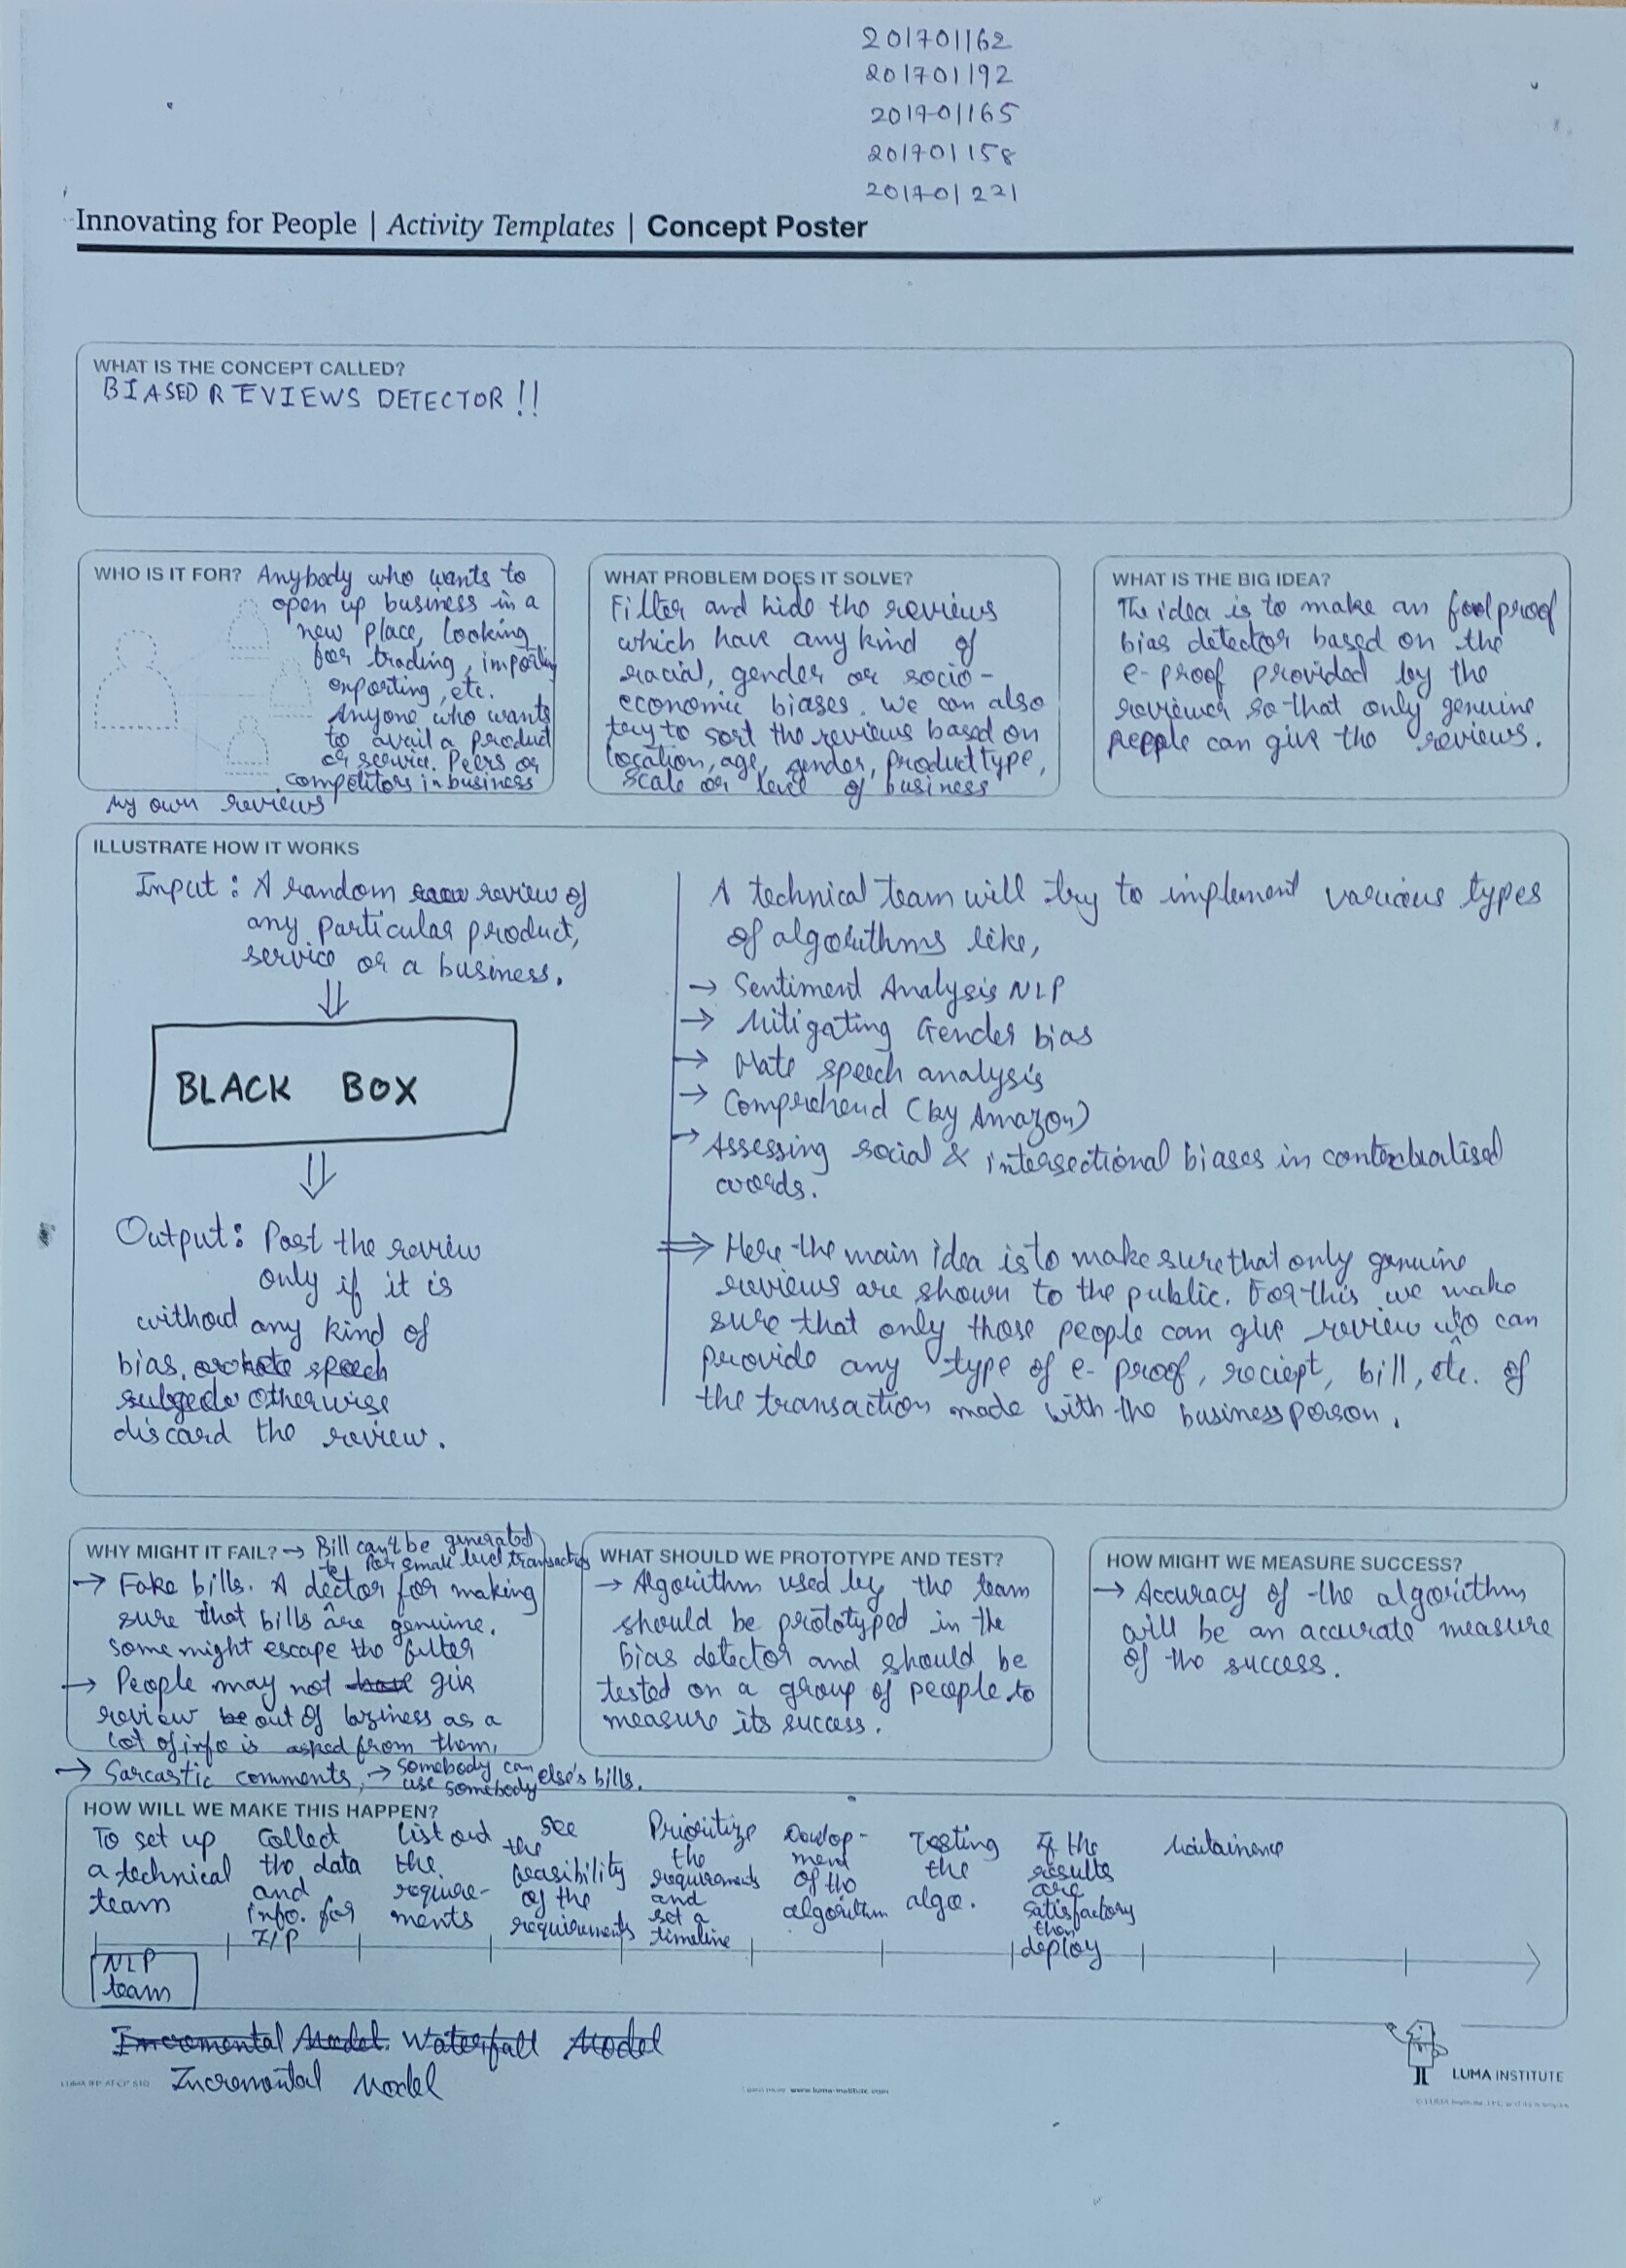 201701162
201701192
201701165
201701158
201701221
Innovating for People | Activity Templates | Concept Poster
WHAT IS THE CONCEPT CALLED?
BIASED REVIEWS DETECTOR!!
WHO IS IT FOR? Anybody who wants to
open up business in a
new place, looking
for trading, importing
exporting, etc.
Anyone who wants
to avail a product
or service. Peers or
competitors in business
my own reviews
WHAT PROBLEM DOES IT SOLVE?
Filter and hide the reviews
which have any kind of
racial, gender or socio-
economic biases. We can also
try to sort the reviews based on
location, age, gender, product type,
scale or level of business
WHAT IS THE BIG IDEA?
The idea is to make an foolproof
bias detector based on the
e-proof provided by the
reviewer so that only genuine
people can give the reviews.
ILLUSTRATE HOW IT WORKS
Input: A random review of
any particular product,
service or a business.
⇓
BLACK BOX
⇓
Output: Post the review
only if it is
without any kind of
bias, or hate speech
otherwise
discard the review.
A technical team will try to implement various types
of algorithms like,
→ Sentiment Analysis NLP
→ Mitigating Gender bias
→ Hate speech analysis
→ Comprehend (by Amazon)
→ Assessing social & intersectional biases in contextualised
words.
⇒ Here the main idea is to make sure that only genuine
reviews are shown to the public. For this we make
sure that only those people can give review who can
provide any type of e-proof, reciept, bill, etc. of
the transaction made with the businessperson.
WHY MIGHT IT FAIL? → Bill can't be generated
for small level transactions
→ Fake bills. A dector for making
sure that bills are genuine.
some might escape the filter
→ People may not have give
review out of laziness as a
lot of info is asked from them,
→ Sarcastic comments, → Somebody can
use somebody else's bills.
WHAT SHOULD WE PROTOTYPE AND TEST?
→ Algorithm used by the team
should be prototyped in the
bias detector and should be
tested on a group of people to
measure its success.
HOW MIGHT WE MEASURE SUCCESS?
→ Accuracy of the algorithm
will be an accurate measure
of the success.
HOW WILL WE MAKE THIS HAPPEN?
To set up
a technical
team
NLP
team
Collect
the data
and
info. for
I/P
List out
the
require-
ments
See
the
feasibility
of the
requirements
Prioritize
the
requirements
and
set a
timeline
Develop-
ment
of the
algorithm
Testing
the
algo.
If the
results
are
satisfactory
then
deploy
Maintainence
Incremental Model. Waterfall Model
Incremental Model
www.luma-institute.com
LUMA INSTITUTE